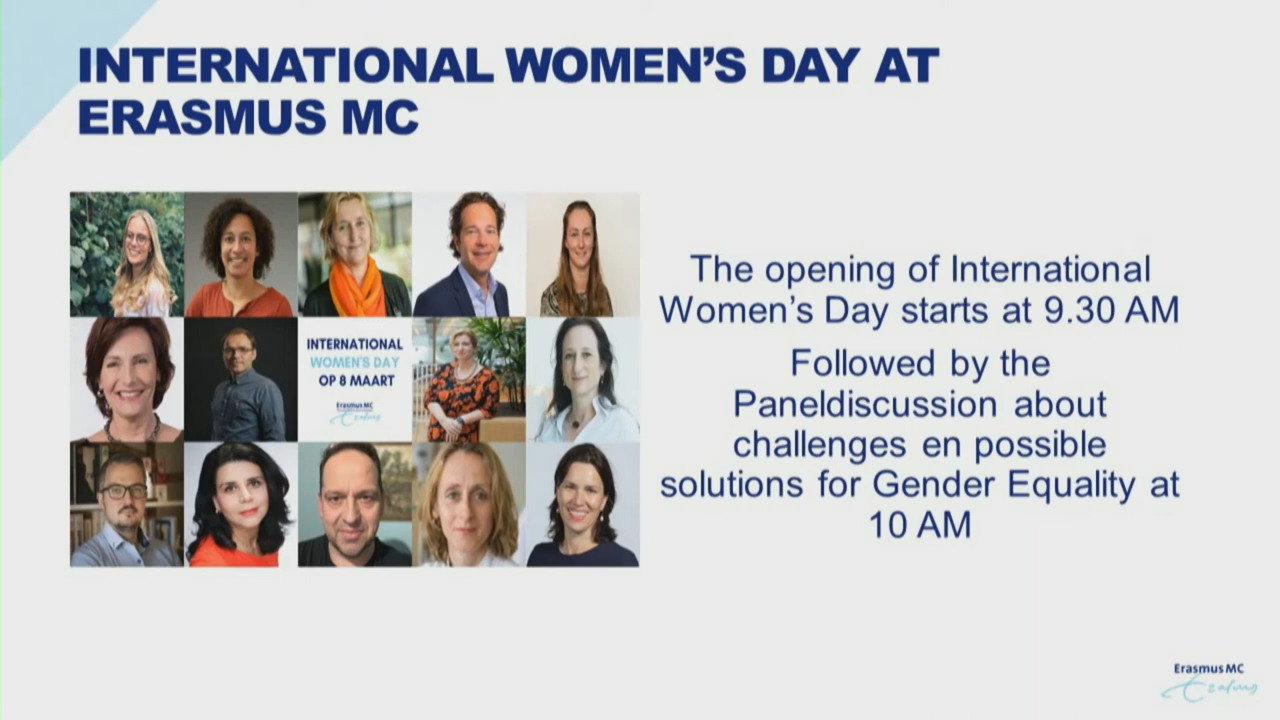 INTERNATIONAL WOMEN'S DAY AT
ERASMUS MC
INTERNATIONAL
WOMEN'S DAY
OP 8 MAART
Erasmus MC
Erasmus
The opening of International
Women's Day starts at 9.30 AM
Followed by the
Paneldiscussion about
challenges en possible
solutions for Gender Equality at
10 AM
Erasmus MC
Erasmus